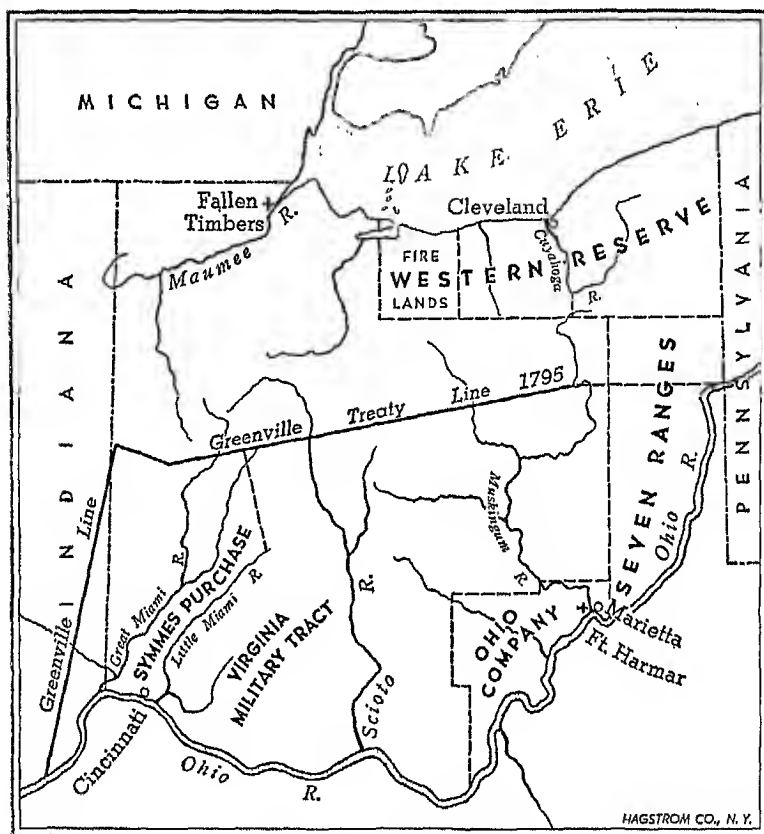 MICHIGAN
LAKE ERIE
Fallen
Timbers
Maumee R.
Cleveland
Cuyahoga R.
FIRE
LANDS
WESTERN RESERVE
PENNSYLVANIA
INDIANA
Greenville Treaty Line 1795
Greenville Line
SEVEN RANGES
Ohio R.
Muskingum R.
Great Miami R.
SYMMES PURCHASE
Little Miami R.
VIRGINIA
MILITARY TRACT
Scioto R.
OHIO
COMPANY
Marietta
Ft. Harmar
Cincinnati
Ohio R.
HAGSTROM CO., N. Y.